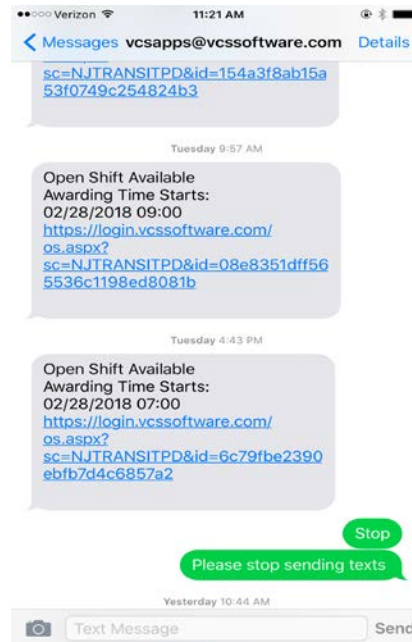 Verizon 11:21 AM
Messages vcsapps@vcssoftware.com Details
sc=NJTRANSITPD&id=154a3f8ab15a
53f0749c254824b3
Tuesday 9:57 AM
Open Shift Available
Awarding Time Starts:
02/28/2018 09:00
https://login.vcssoftware.com/
os.aspx?
sc=NJTRANSITPD&id=08e8351dff56
5536c1198ed8081b
Tuesday 4:43 PM
Open Shift Available
Awarding Time Starts:
02/28/2018 07:00
https://login.vcssoftware.com/
os.aspx?
sc=NJTRANSITPD&id=6c79fbe2390
ebfb7d4c6857a2
Stop
Please stop sending texts
Yesterday 10:44 AM
Text Message Send